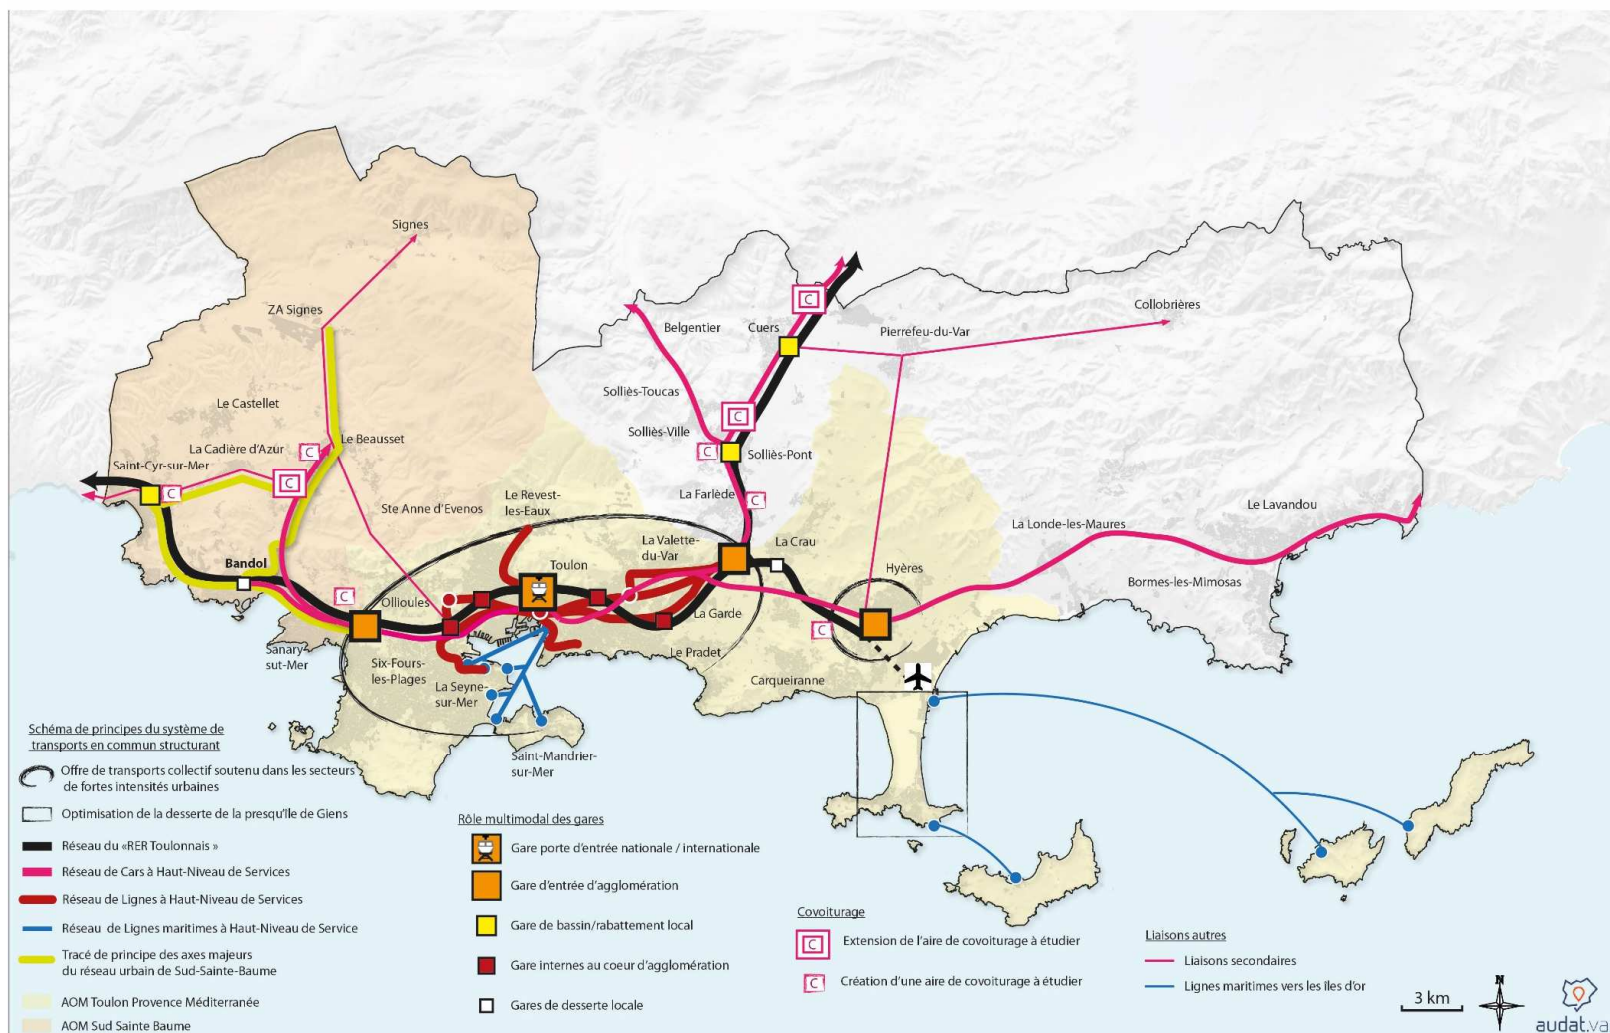 Signes
ZA Signes
Collobrières
Belgentier
Cuers
Pierrefeu-du-Var
Solliès-Toucas
Le Castellet
Solliès-Ville
Le Beausset
La Cadière d'Azur
Solliès-Pont
Saint-Cyr-sur-Mer
La Farlède
Le Revest-
les-Eaux
Ste Anne d'Evenos
Le Lavandou
La Londe-les-Maures
La Valette-
du-Var
La Crau
Bandol
Toulon
Hyères
Bormes-les-Mimosas
Ollioules
La Garde
Sanary-
sut-Mer
Le Pradet
Six-Fours-
les-Plages
Carqueiranne
La Seyne-
sur-Mer
Saint-Mandrier-
sur-Mer
C
C
C
C
C
C
C
C
C
Schéma de principes du système de
transports en commun structurant
Offre de transports collectif soutenu dans les secteurs
de fortes intensités urbaines
Optimisation de la desserte de la presqu'île de Giens
Réseau du «RER Toulonnais »
Réseau de Cars à Haut-Niveau de Services
Réseau de Lignes à Haut-Niveau de Services
Réseau de Lignes maritimes à Haut-Niveau de Service
Tracé de principe des axes majeurs
du réseau urbain de Sud-Sainte-Baume
AOM Toulon Provence Méditerranée
AOM Sud Sainte Baume
Rôle multimodal des gares
Gare porte d'entrée nationale / internationale
Gare d'entrée d'agglomération
Gare de bassin/rabattement local
Gare internes au coeur d'agglomération
Gares de desserte locale
Covoiturage
C Extension de l'aire de covoiturage à étudier
C Création d'une aire de covoiturage à étudier
Liaisons autres
Liaisons secondaires
Lignes maritimes vers les îles d'or
3 km
N
audat.va